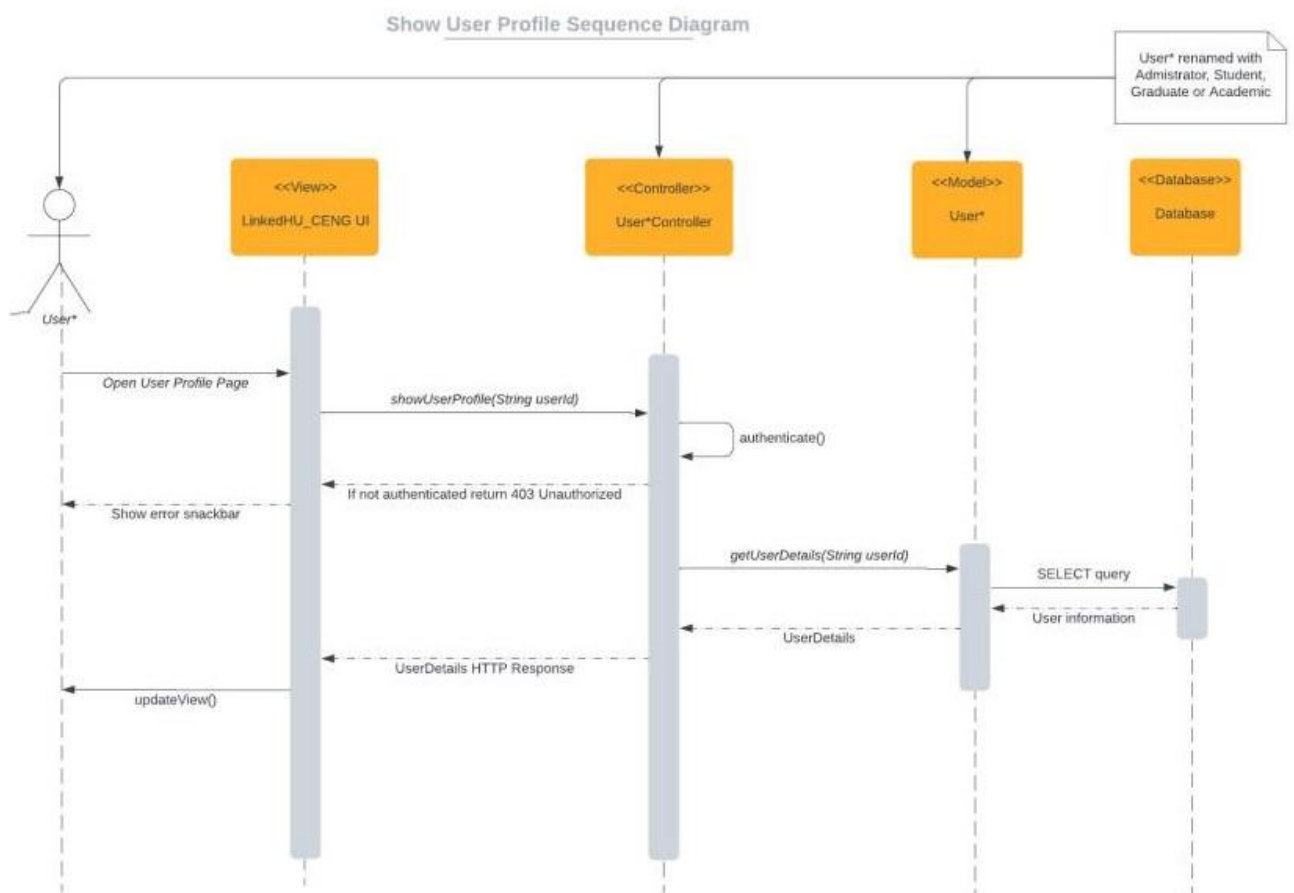 Show User Profile Sequence Diagram
User* renamed with
Admistrator, Student,
Graduate or Academic
<<View>>
LinkedHU_CENG UI
<<Controller>>
User*Controller
<<Model>>
User*
<<Database>>
Database
User*
Open User Profile Page
showUserProfile(String userId)
authenticate()
If not authenticated return 403 Unauthorized
Show error snackbar
getUserDetails(String userId)
SELECT query
User information
UserDetails
UserDetails HTTP Response
updateView()